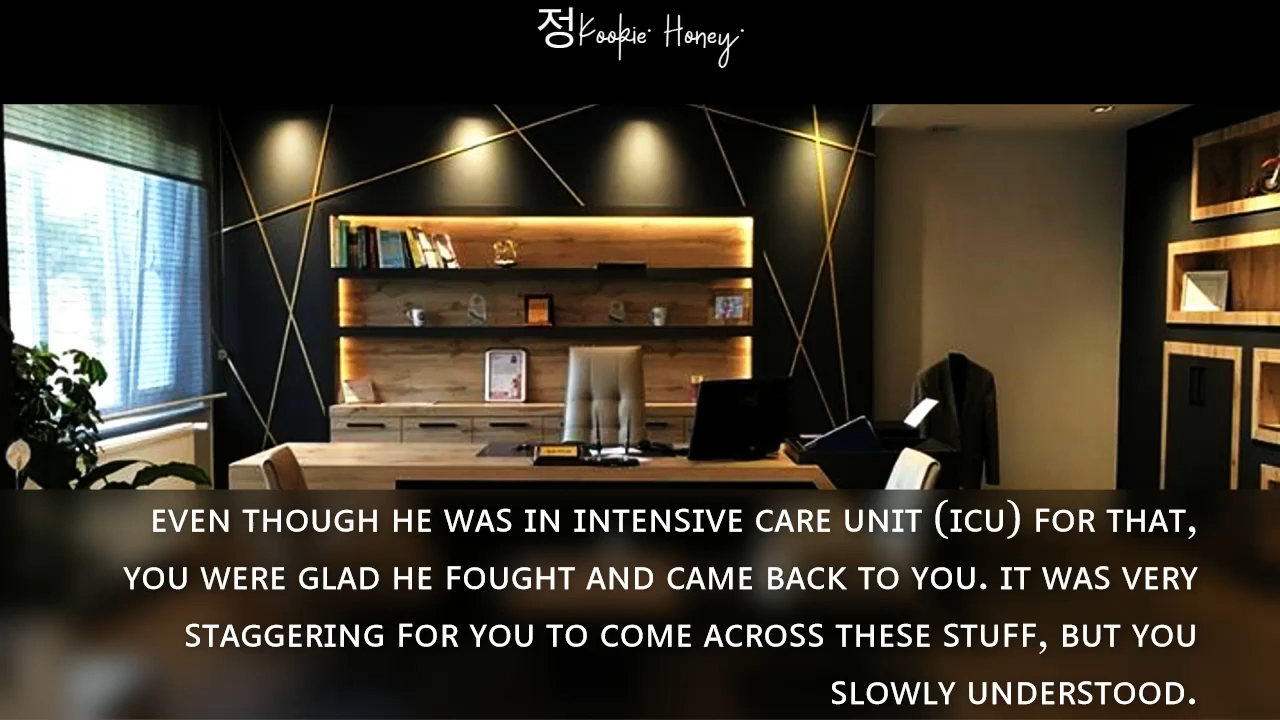 정Kookie Honey
EVEN THOUGH HE WAS IN INTENSIVE CARE UNIT (ICU) FOR THAT,
YOU WERE GLAD HE FOUGHT AND CAME BACK TO YOU. IT WAS VERY
STAGGERING FOR YOU TO COME ACROSS THESE STUFF, BUT YOU
SLOWLY UNDERSTOOD.